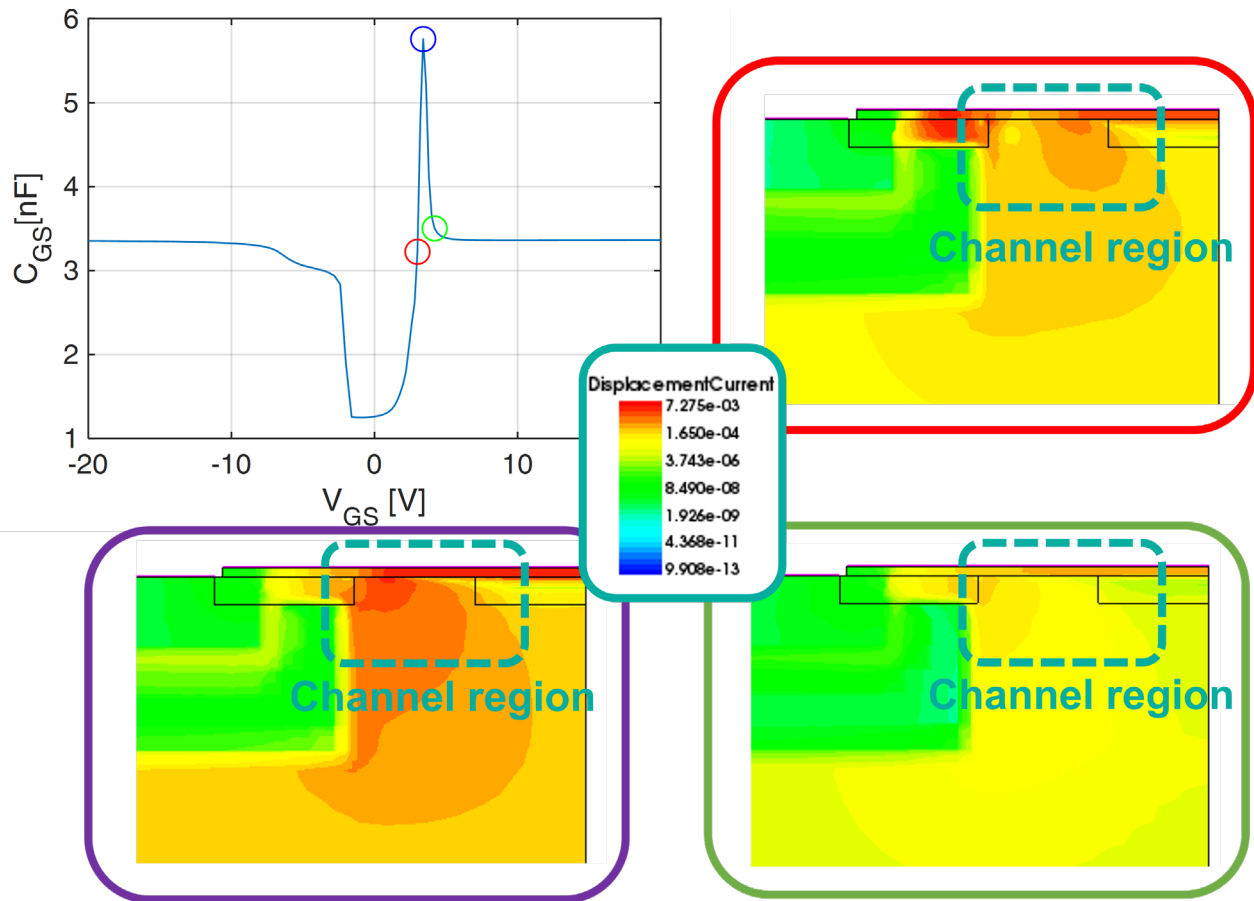 6
5
4
3
2
1
C_GS[nF]
-20
-10
0
10
V_GS [V]
Channel region
DisplacementCurrent
7.275e-03
1.650e-04
3.743e-06
8.490e-08
1.926e-09
4.368e-11
9.908e-13
Channel region
Channel region